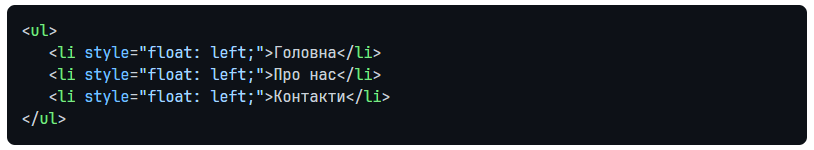 <ul>
<li style="float: left;">Головна</li>
<li style="float: left;">Про нас</li>
<li style="float: left;">Контакти</li>
</ul>